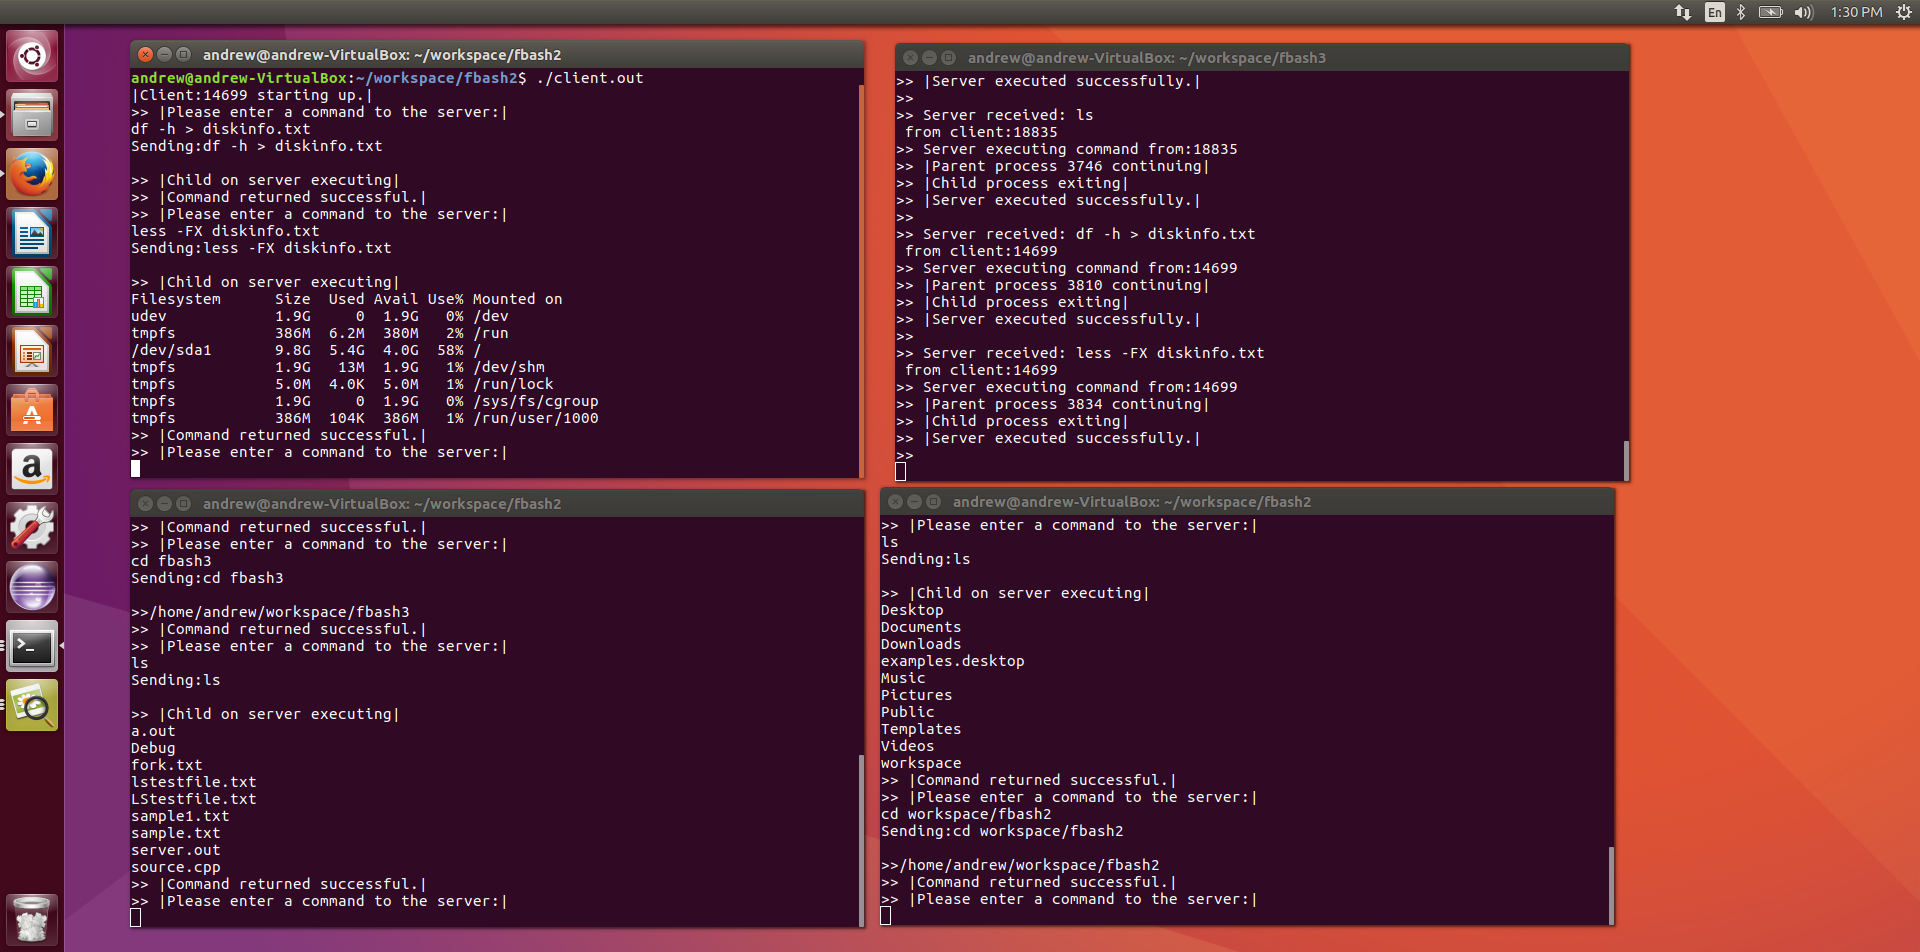 En
1:30 PM
andrew@andrew-VirtualBox: ~/workspace/fbash2
andrew@andrew-VirtualBox:~/workspace/fbash2$ ./client.out
|Client:14699 starting up.|
>> |Please enter a command to the server:|
df -h > diskinfo.txt
Sending:df -h > diskinfo.txt
>> |Child on server executing|
>> |Command returned successful.|
>> |Please enter a command to the server:|
less -FX diskinfo.txt
Sending:less -FX diskinfo.txt
>> |Child on server executing|
Filesystem      Size  Used Avail Use% Mounted on
udev            1.9G     0  1.9G   0% /dev
tmpfs           386M  6.2M  380M   2% /run
/dev/sda1       9.8G  5.4G  4.0G  58% /
tmpfs           1.9G   13M  1.9G   1% /dev/shm
tmpfs           5.0M  4.0K  5.0M   1% /run/lock
tmpfs           1.9G     0  1.9G   0% /sys/fs/cgroup
tmpfs           386M  104K  386M   1% /run/user/1000
>> |Command returned successful.|
>> |Please enter a command to the server:|
andrew@andrew-VirtualBox: ~/workspace/fbash3
>> |Server executed successfully.|
>>
>> Server received: ls
 from client:18835
>> Server executing command from:18835
>> |Parent process 3746 continuing|
>> |Child process exiting|
>> |Server executed successfully.|
>>
>> Server received: df -h > diskinfo.txt
 from client:14699
>> Server executing command from:14699
>> |Parent process 3810 continuing|
>> |Child process exiting|
>> |Server executed successfully.|
>>
>> Server received: less -FX diskinfo.txt
 from client:14699
>> Server executing command from:14699
>> |Parent process 3834 continuing|
>> |Child process exiting|
>> |Server executed successfully.|
>>
andrew@andrew-VirtualBox: ~/workspace/fbash2
>> |Command returned successful.|
>> |Please enter a command to the server:|
cd fbash3
Sending:cd fbash3
>>/home/andrew/workspace/fbash3
>> |Command returned successful.|
>> |Please enter a command to the server:|
ls
Sending:ls
>> |Child on server executing|
a.out
Debug
fork.txt
lstestfile.txt
LStestfile.txt
sample1.txt
sample.txt
server.out
source.cpp
>> |Command returned successful.|
>> |Please enter a command to the server:|
andrew@andrew-VirtualBox: ~/workspace/fbash2
>> |Please enter a command to the server:|
ls
Sending:ls
>> |Child on server executing|
Desktop
Documents
Downloads
examples.desktop
Music
Pictures
Public
Templates
Videos
workspace
>> |Command returned successful.|
>> |Please enter a command to the server:|
cd workspace/fbash2
Sending:cd workspace/fbash2
>>/home/andrew/workspace/fbash2
>> |Command returned successful.|
>> |Please enter a command to the server:|